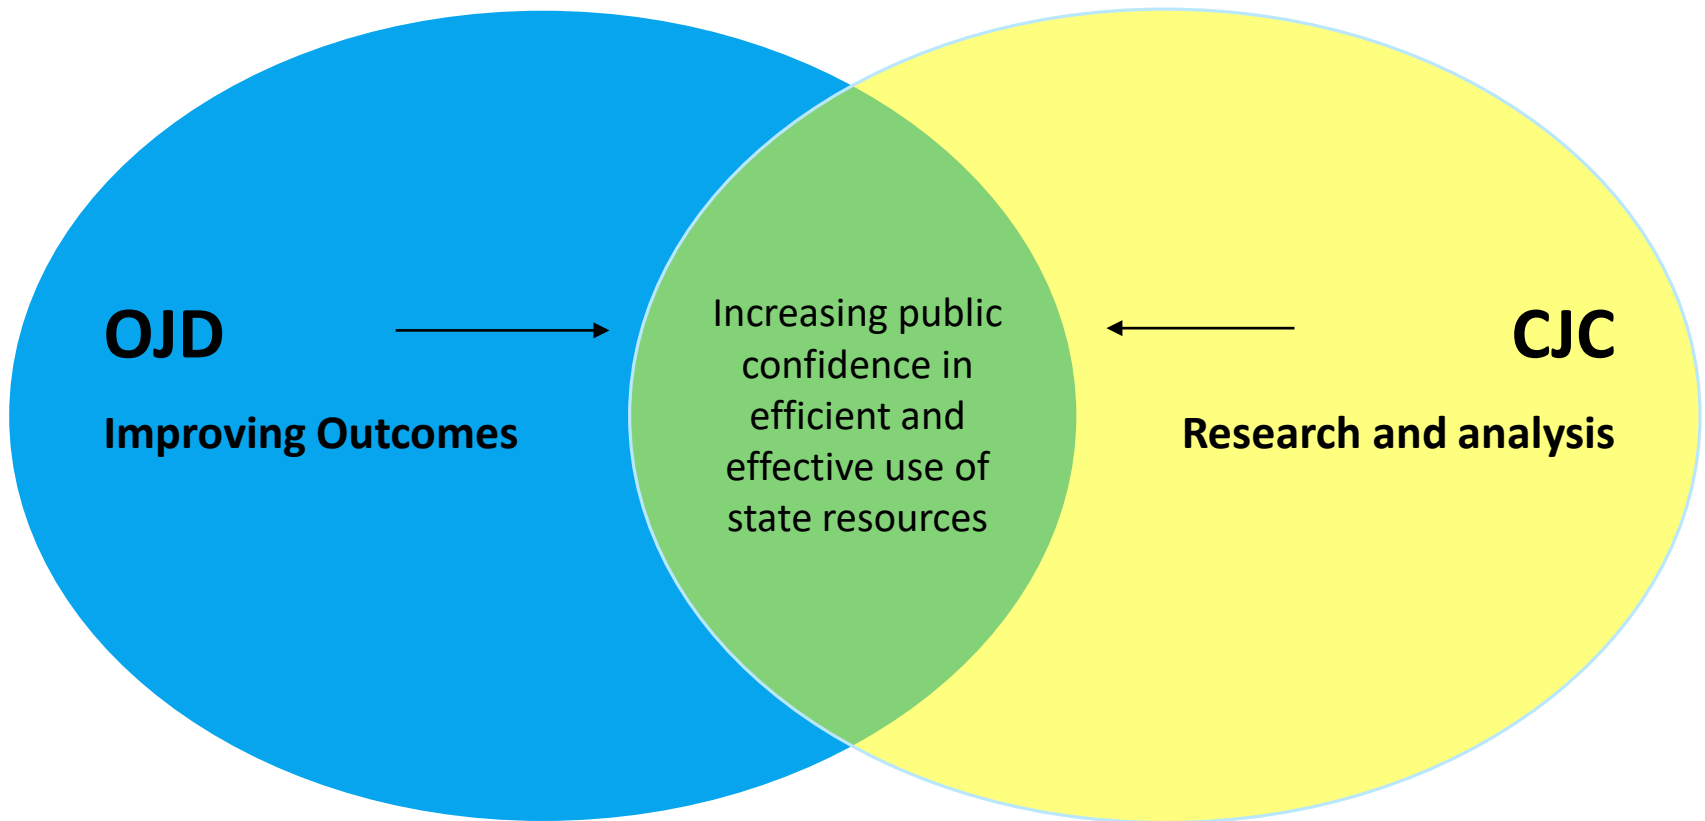 OJD
Improving Outcomes
Increasing public
confidence in
efficient and
effective use of
state resources
CJC
Research and analysis